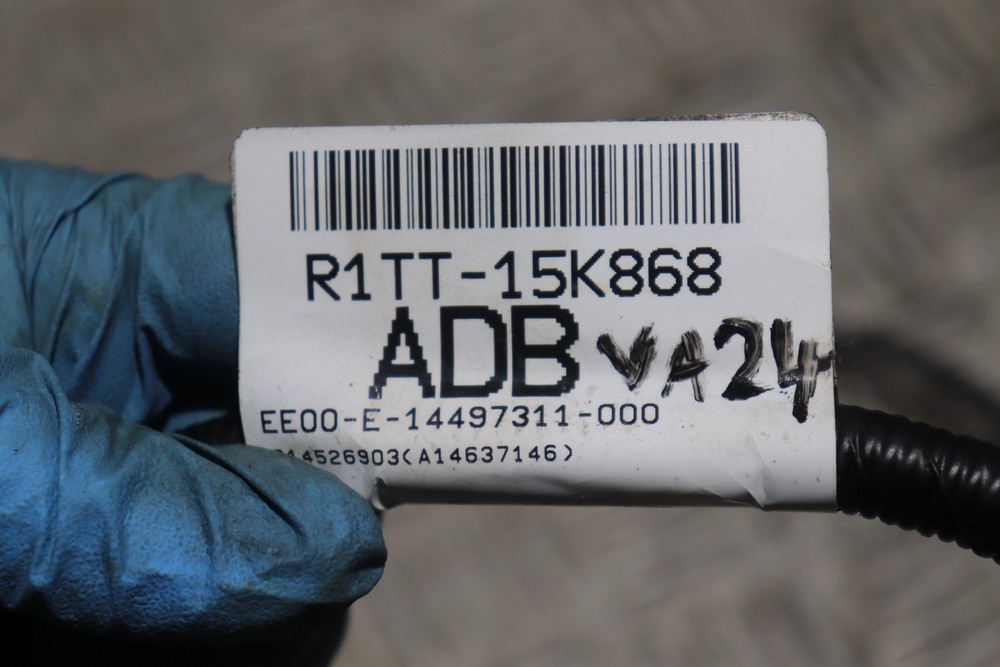 R1TT-15K868
ADB VA24
EE00-E-14497311-000
14526903(A14637146)